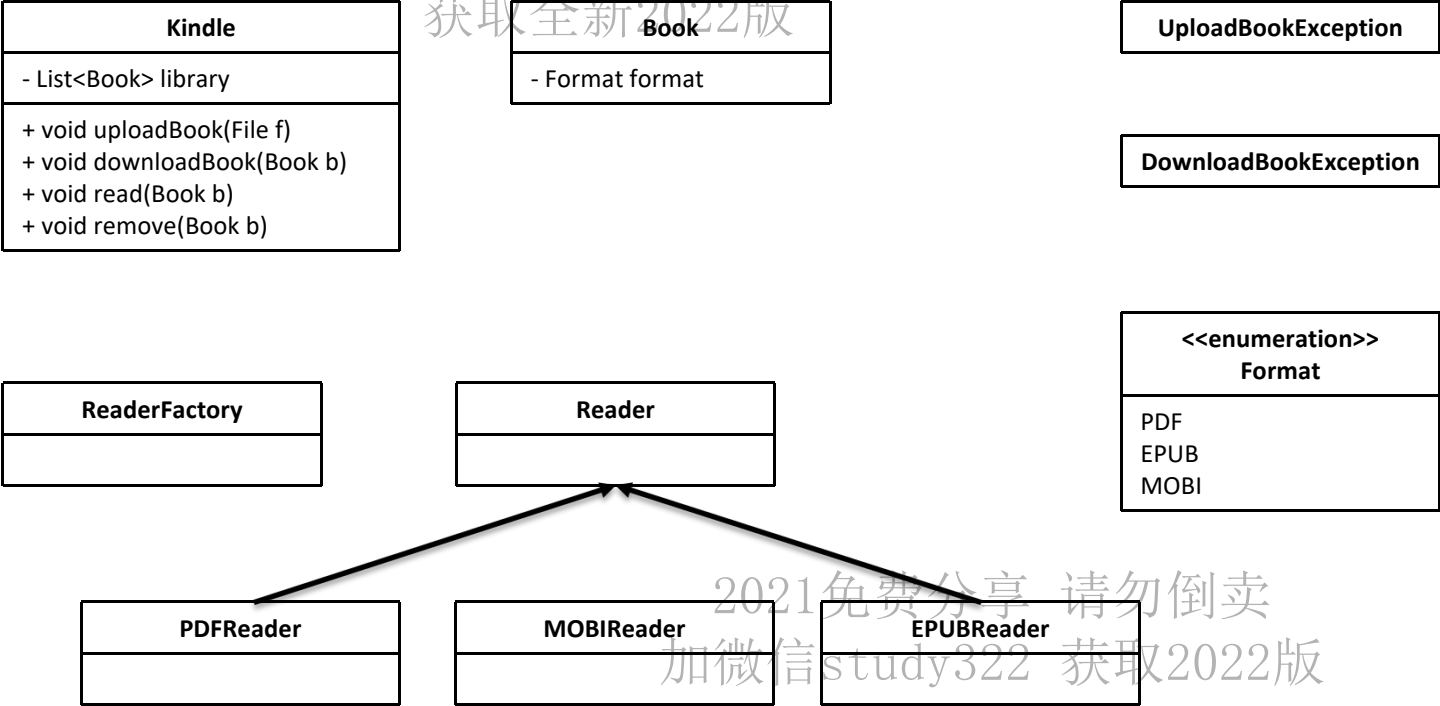 获取全新2022版
Kindle
- List<Book> library
+ void uploadBook(File f)
+ void downloadBook(Book b)
+ void read(Book b)
+ void remove(Book b)
Book
- Format format
UploadBookException
DownloadBookException
<<enumeration>>
Format
PDF
EPUB
MOBI
ReaderFactory
Reader
PDFReader
MOBIReader
EPUBReader
2021免费分享 请勿倒卖
加微信study322 获取2022版